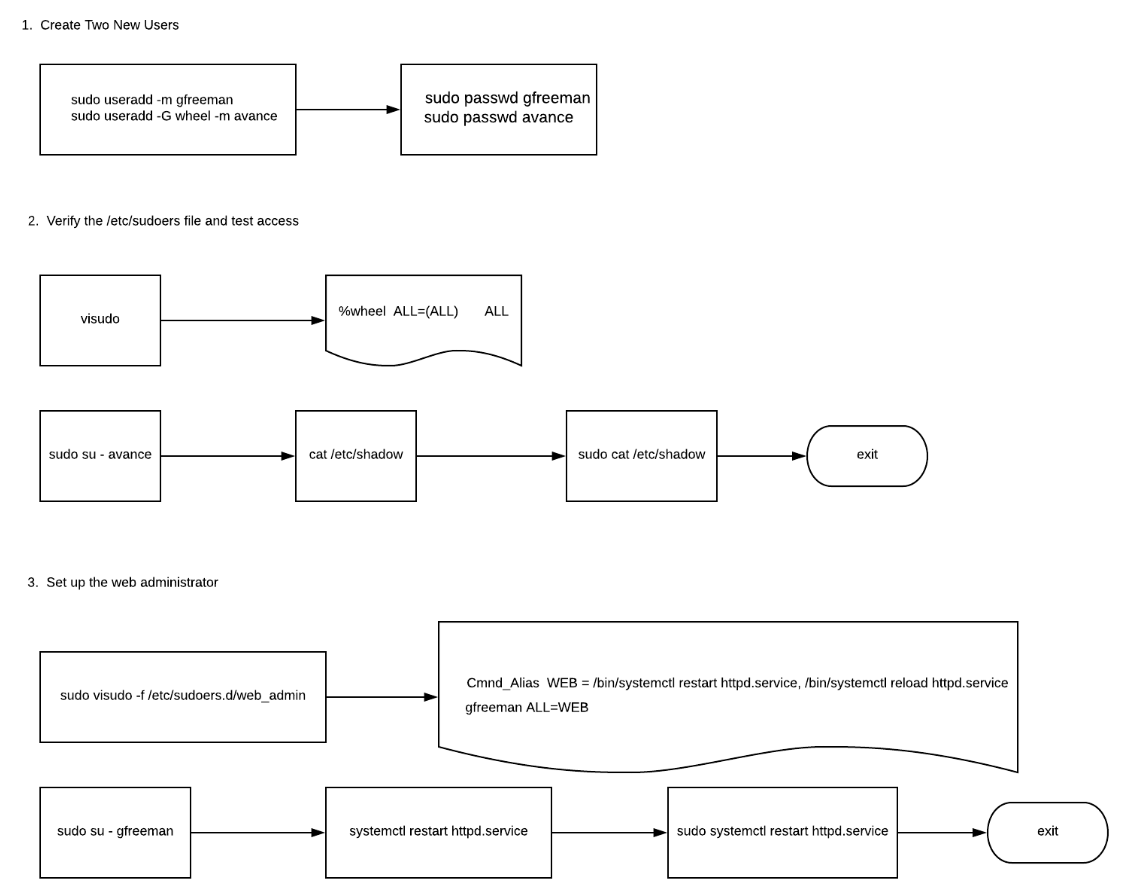 1. Create Two New Users
sudo useradd -m gfreeman
sudo useradd -G wheel -m avance
sudo passwd gfreeman
sudo passwd avance
2. Verify the /etc/sudoers file and test access
visudo
%wheel ALL=(ALL) ALL
sudo su - avance
cat /etc/shadow
sudo cat /etc/shadow
exit
3. Set up the web administrator
sudo visudo -f /etc/sudoers.d/web_admin
Cmnd_Alias WEB = /bin/systemctl restart httpd.service, /bin/systemctl reload httpd.service
gfreeman ALL=WEB
sudo su - gfreeman
systemctl restart httpd.service
sudo systemctl restart httpd.service
exit